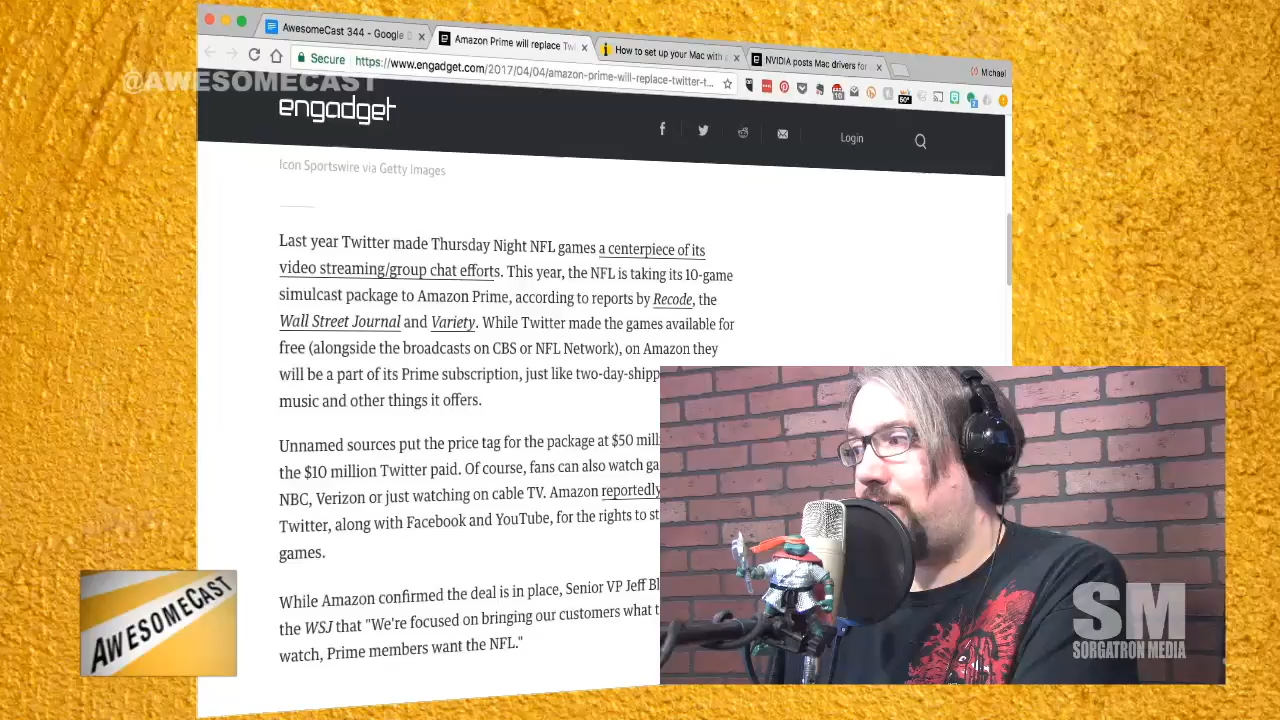 AwesomeCast 344 - Google D
Amazon Prime will replace Tw
How to set up your Mac with
NVIDIA posts Mac drivers for
Michael
Secure
https://www.engadget.com/2017/04/04/amazon-prime-will-replace-twitter-t...
@AWESOMECAST
engadget
Login
Icon Sportswire via Getty Images
Last year Twitter made Thursday Night NFL games a centerpiece of its
video streaming/group chat efforts. This year, the NFL is taking its 10-game
simulcast package to Amazon Prime, according to reports by Recode, the
Wall Street Journal and Variety. While Twitter made the games available for
free (alongside the broadcasts on CBS or NFL Network), on Amazon they
will be a part of its Prime subscription, just like two-day-shipp
music and other things it offers.
Unnamed sources put the price tag for the package at $50 mill
the $10 million Twitter paid. Of course, fans can also watch ga
NBC, Verizon or just watching on cable TV. Amazon reportedly
Twitter, along with Facebook and YouTube, for the rights to st
games.
While Amazon confirmed the deal is in place, Senior VP Jeff Bl
the WSJ that "We're focused on bringing our customers what t
watch, Prime members want the NFL."
AWESOMECAST
SM
SORGATRON MEDIA